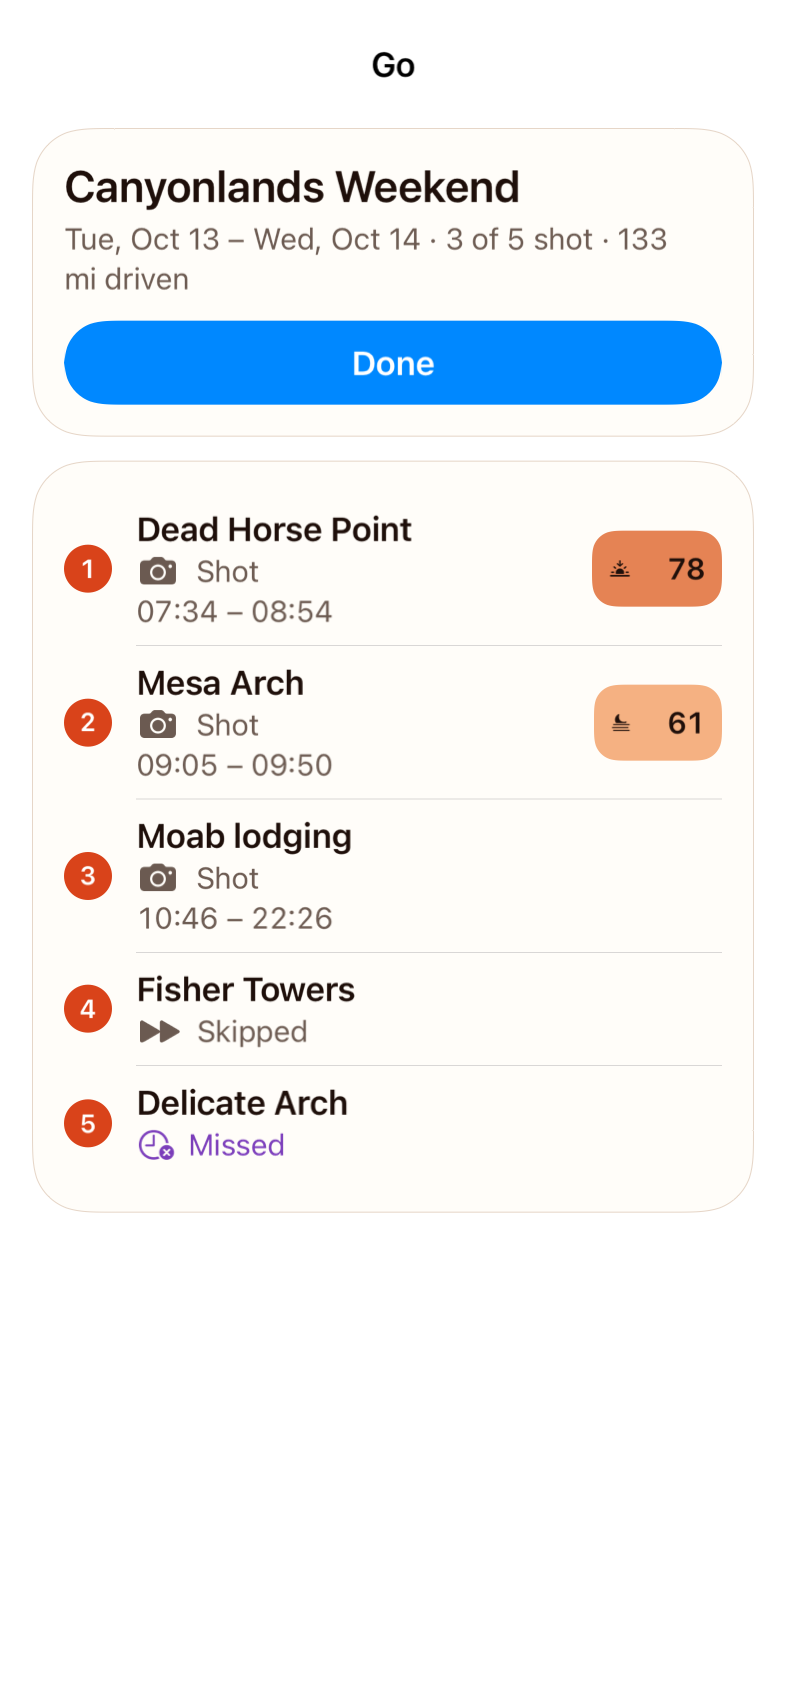 Go
Canyonlands Weekend
Tue, Oct 13 – Wed, Oct 14 · 3 of 5 shot · 133
mi driven
Done
1
Dead Horse Point
Shot
07:34 – 08:54
78
2
Mesa Arch
Shot
09:05 – 09:50
61
3
Moab lodging
Shot
10:46 – 22:26
4
Fisher Towers
Skipped
5
Delicate Arch
Missed